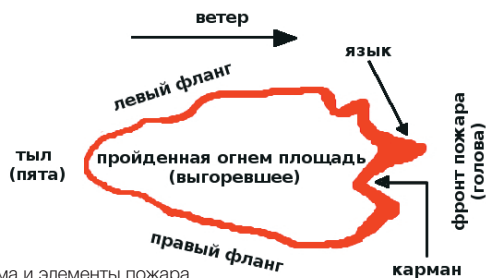 ветер
язык
левый фланг
фронт пожара
(голова)
тыл
(пята)
пройденная огнем площадь
(выгоревшее)
правый фланг
карман
и элементы пожара